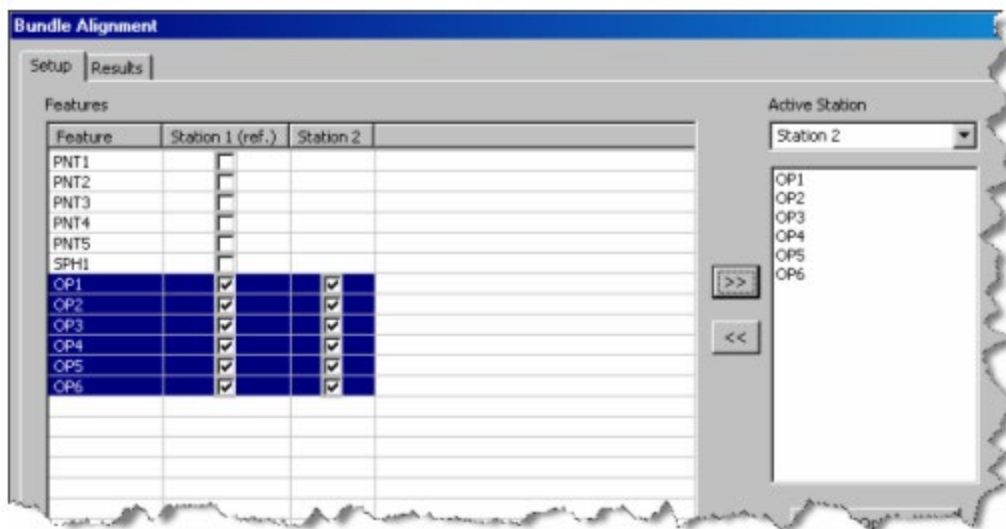 Bundle Alignment
Setup Results
Features
Feature Station 1 (ref.) Station 2
PNT1
PNT2
PNT3
PNT4
PNT5
SPH1
OP1
OP2
OP3
OP4
OP5
OP6
>>
<<
Active Station
Station 2
OP1
OP2
OP3
OP4
OP5
OP6